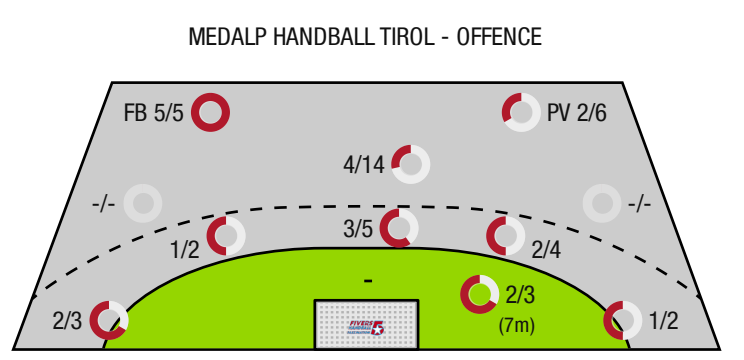 MEDALP HANDBALL TIROL - OFFENCE
FB 5/5
PV 2/6
4/14
-/-
-/-
1/2
3/5
2/4
-
2/3
2/3
(7m)
1/2
FIVERS